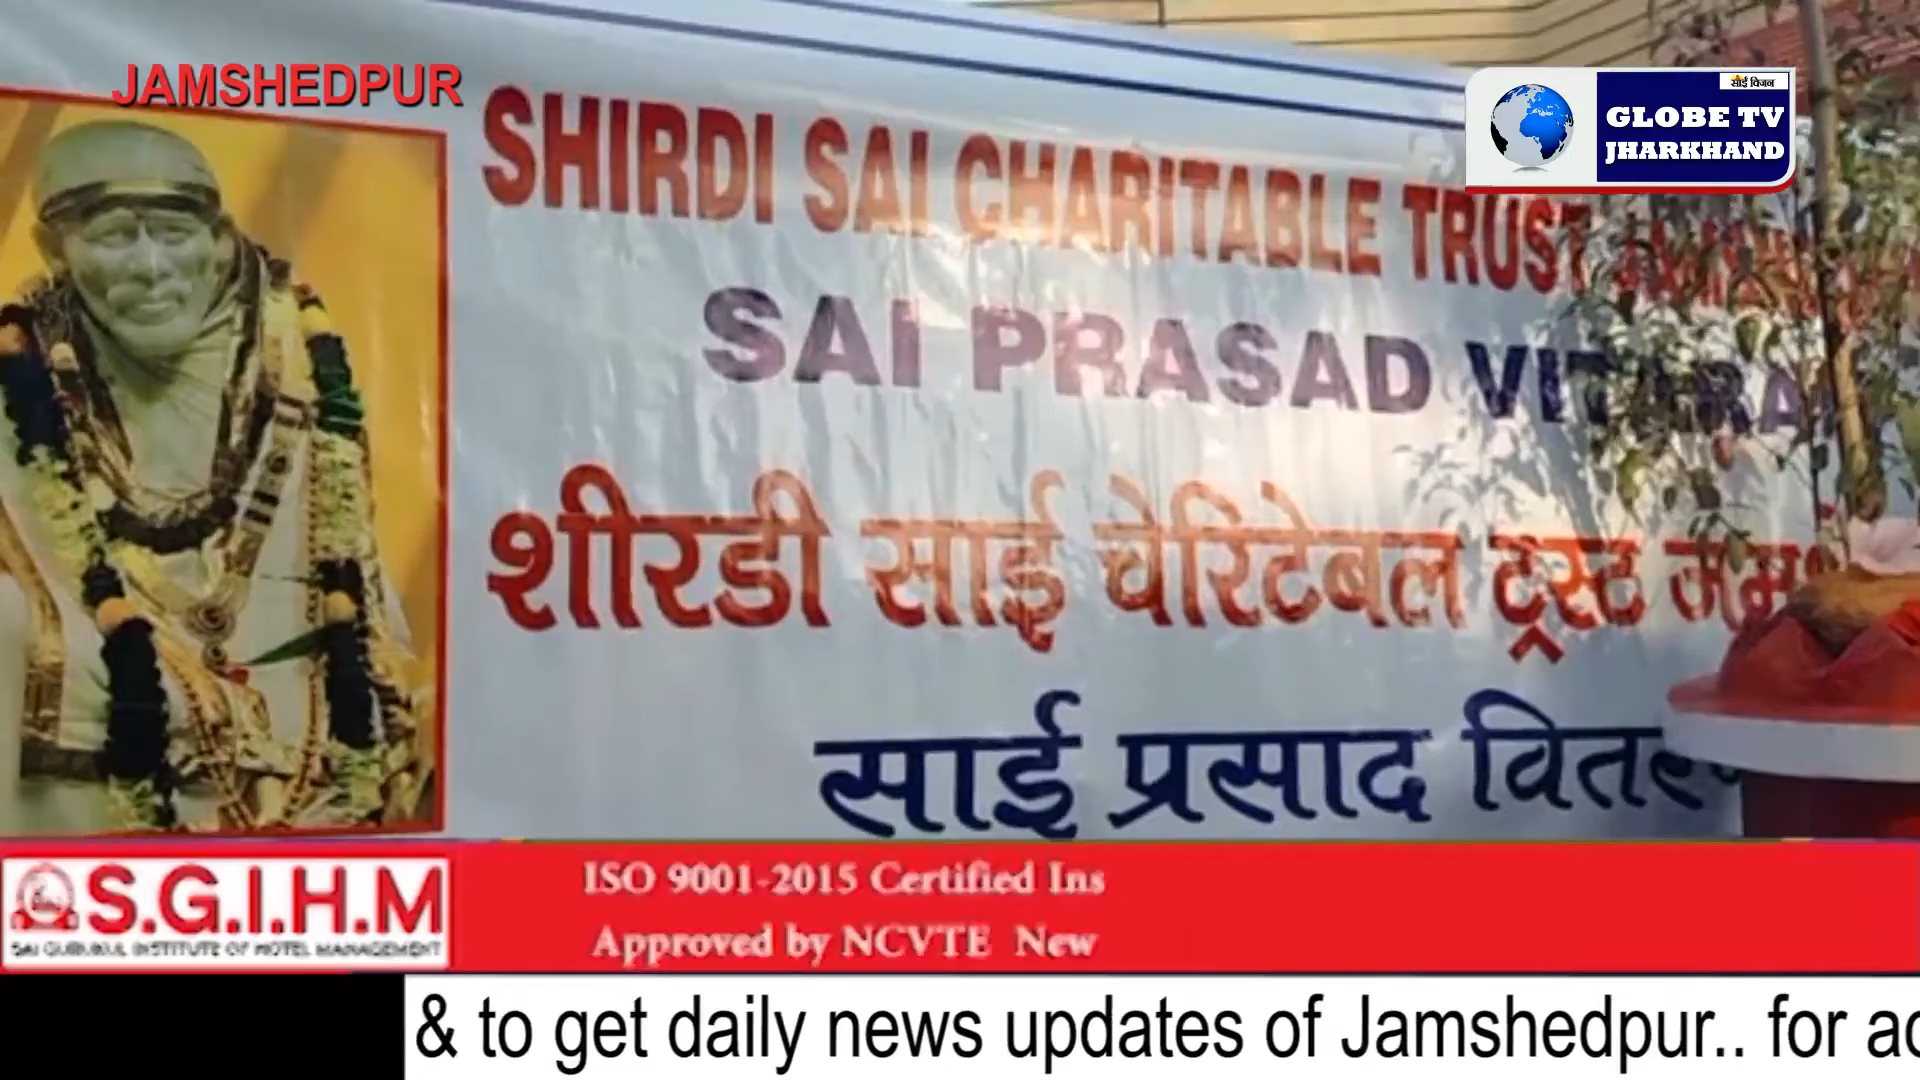 JAMSHEDPUR
साई विजन
GLOBE TV
JHARKHAND
SHIRDI SAI CHARITABLE TRUST
SAI PRASAD
शीरडी साई चेरिटेबल ट्रस्ट
साई प्रसाद
S.G.I.H.M
SAI GURUKUL INSTITUTE OF HOTEL MANAGEMENT
ISO 9001-2015 Certified Ins
Approved by NCVTE New
& to get daily news updates of Jamshedpur.. for ac